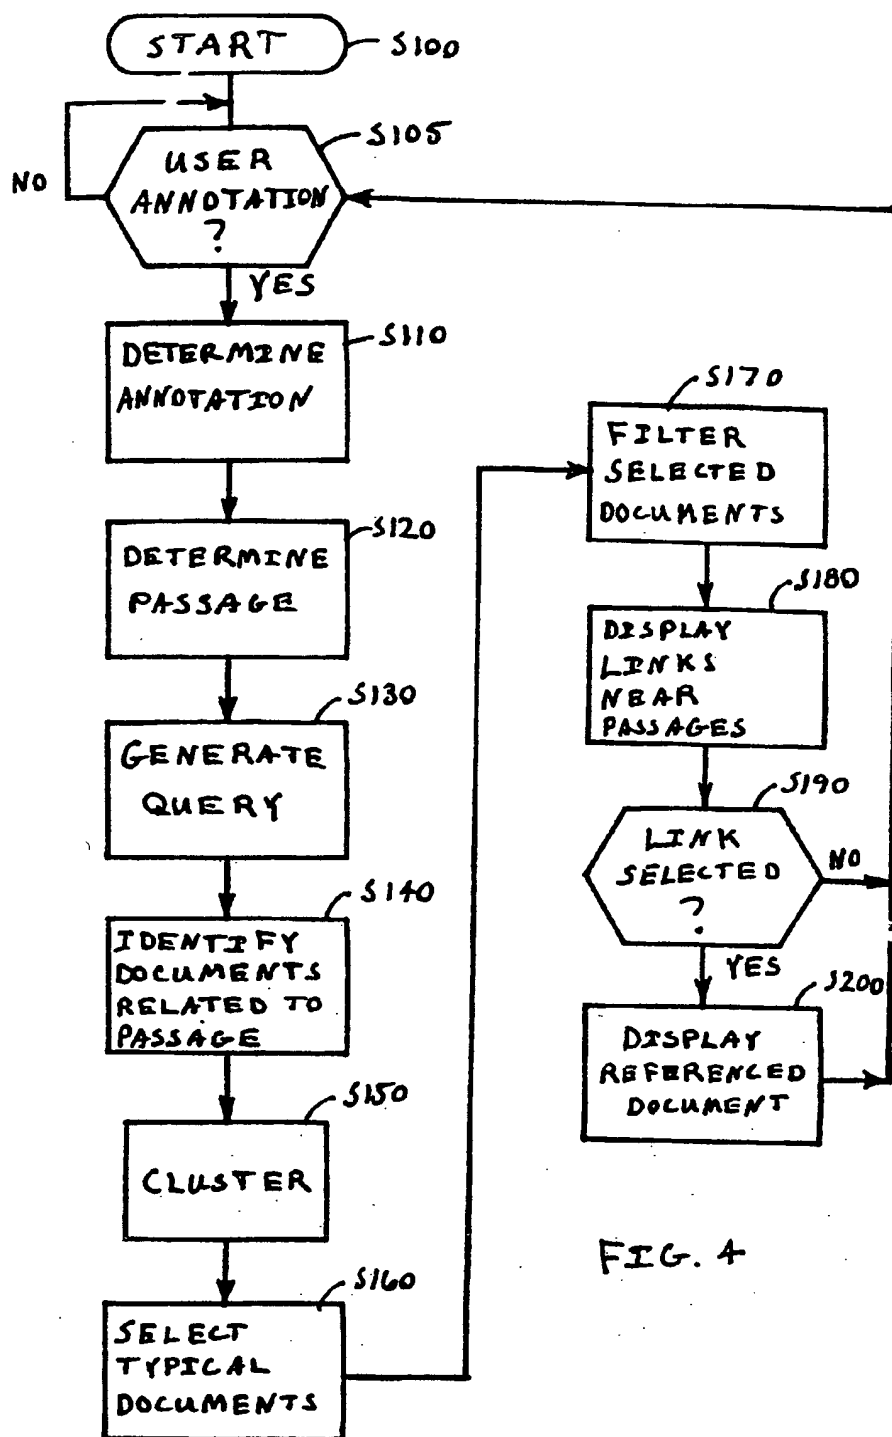 START
S100
S105
USER
ANNOTATION
?
NO
YES
S110
DETERMINE
ANNOTATION
S120
DETERMINE
PASSAGE
S130
GENERATE
QUERY
S140
IDENTIFY
DOCUMENTS
RELATED TO
PASSAGE
S150
CLUSTER
S160
SELECT
TYPICAL
DOCUMENTS
S170
FILTER
SELECTED
DOCUMENTS
S180
DISPLAY
LINKS
NEAR
PASSAGES
S190
LINK
SELECTED
?
NO
YES
S200
DISPLAY
REFERENCED
DOCUMENT
FIG. 4